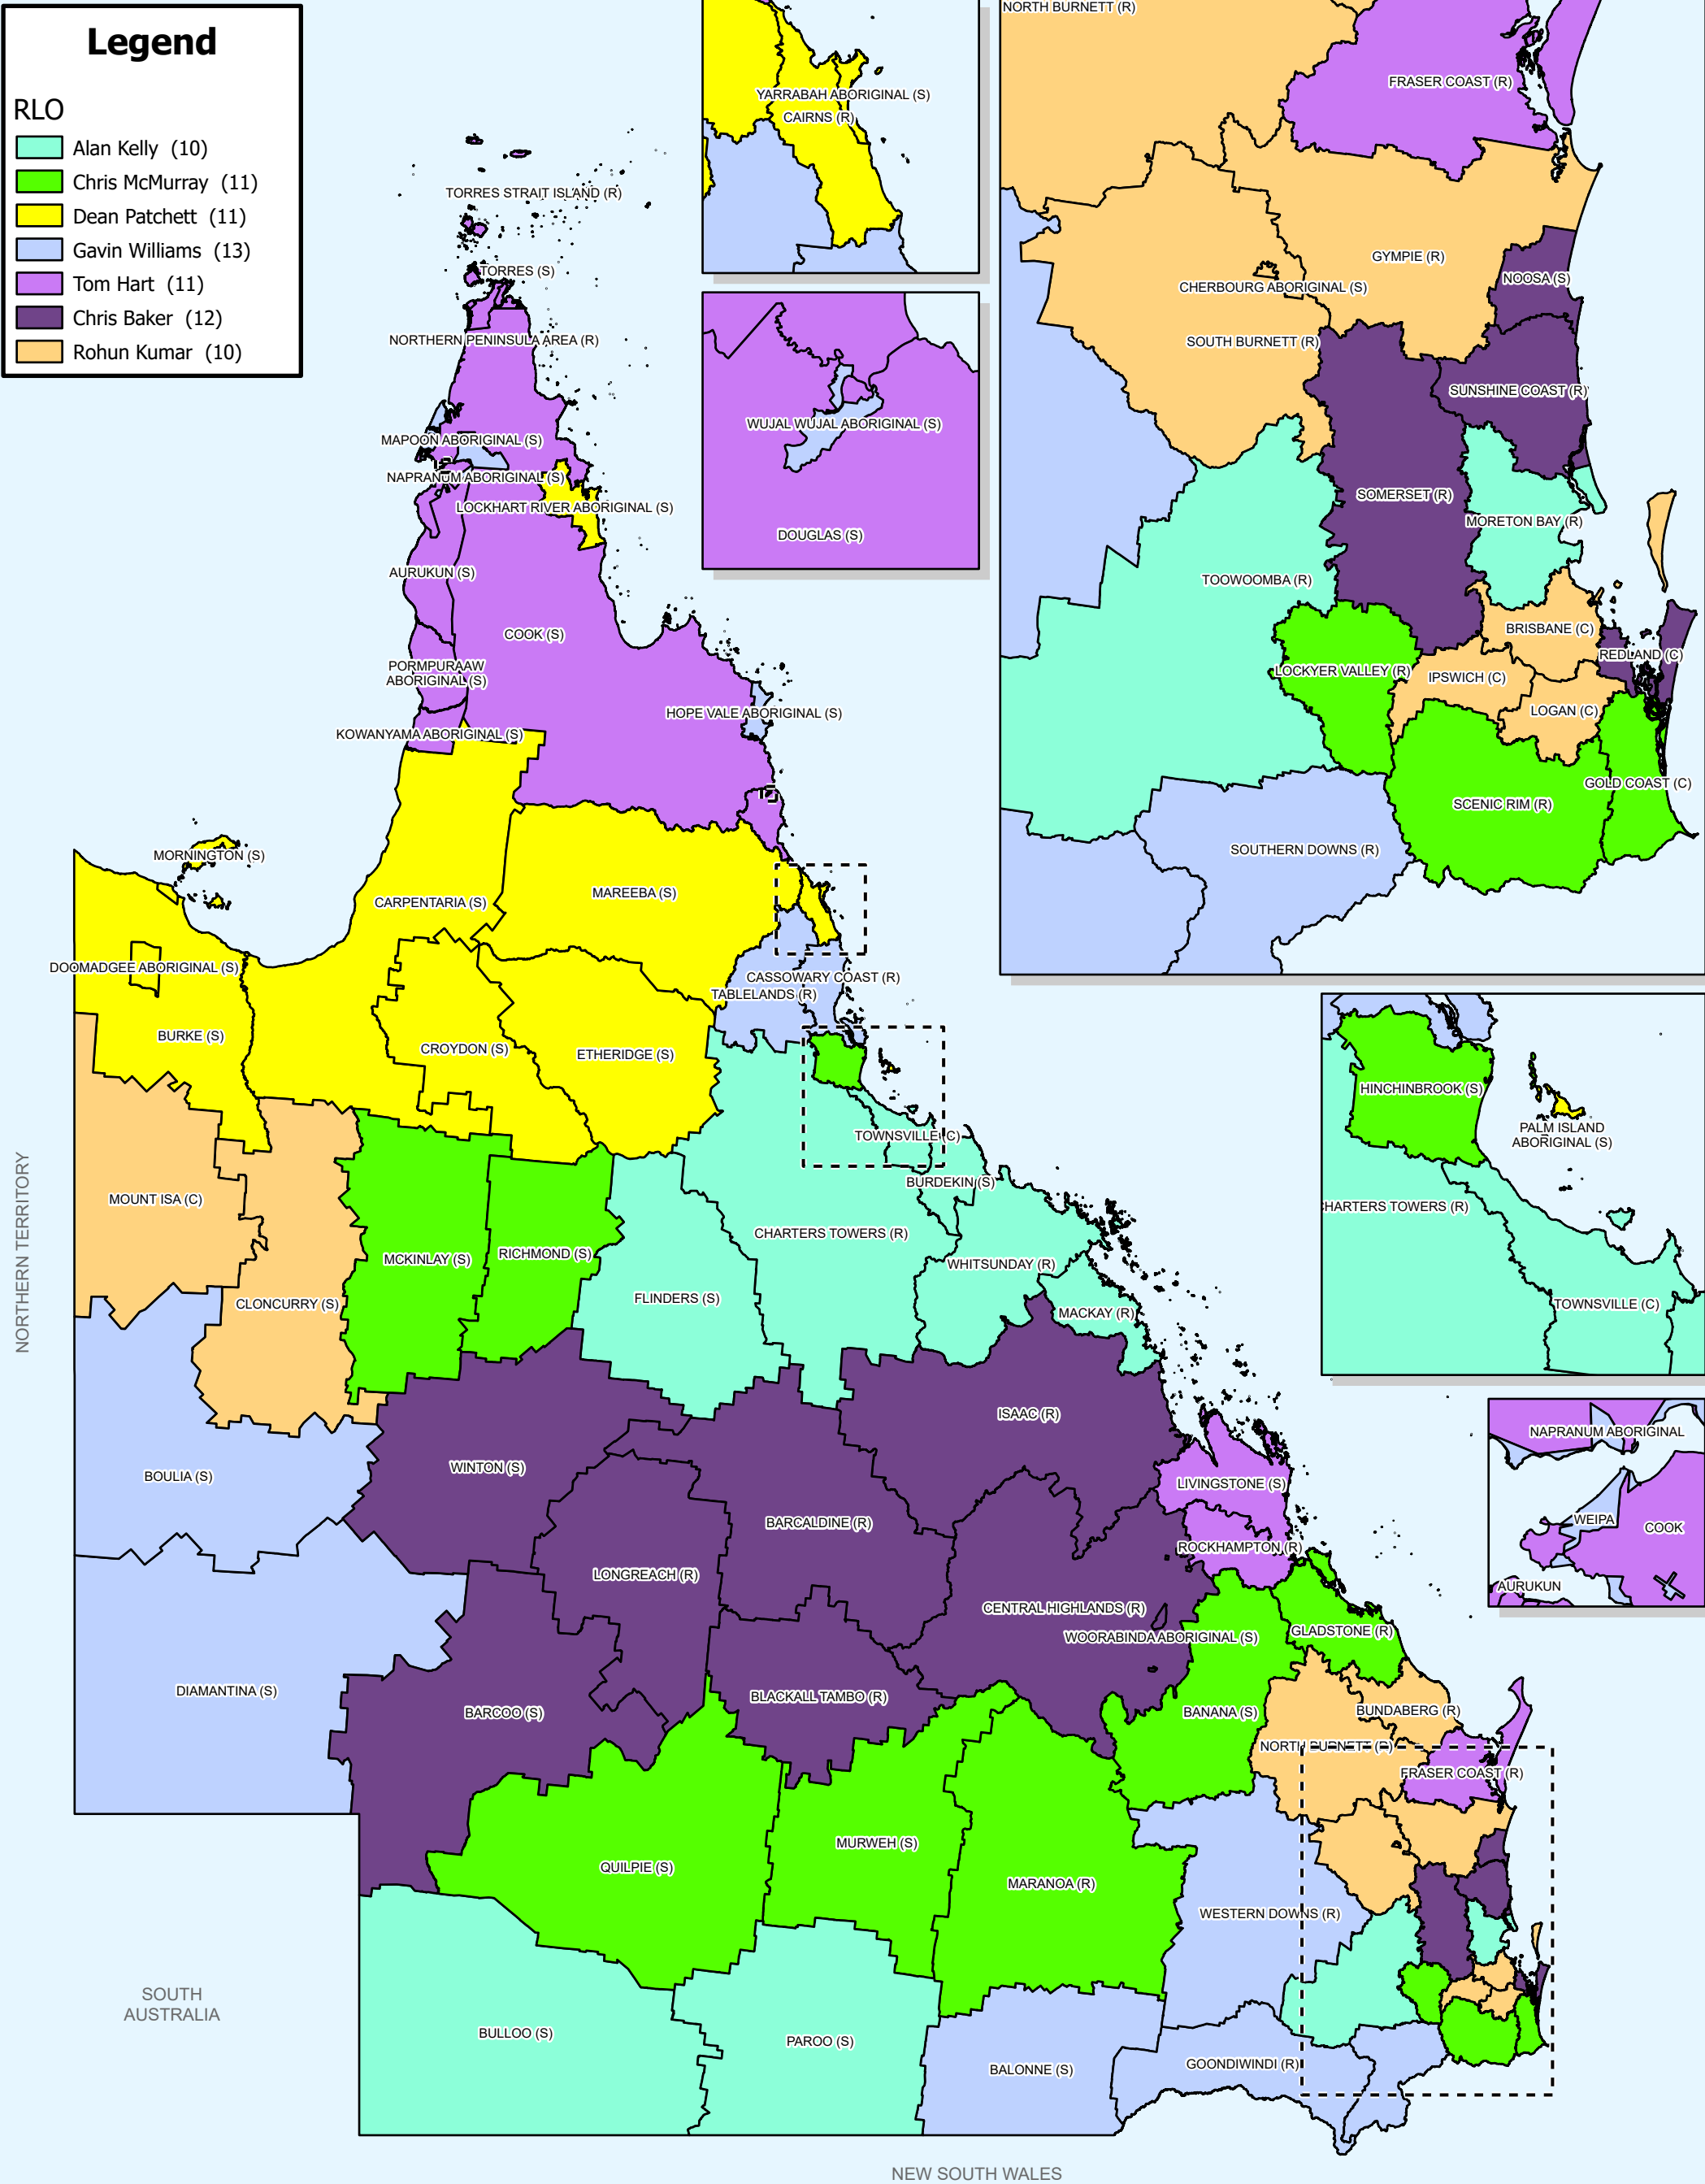 Legend
RLO
Alan Kelly (10)
Chris McMurray (11)
Dean Patchett (11)
Gavin Williams (13)
Tom Hart (11)
Chris Baker (12)
Rohun Kumar (10)
TORRES STRAIT ISLAND (R)
TORRES (S)
NORTHERN PENINSULA AREA (R)
MAPOON ABORIGINAL (S)
NAPRANUM ABORIGINAL (S)
LOCKHART RIVER ABORIGINAL (S)
AURUKUN (S)
COOK (S)
PORMPURAAW
ABORIGINAL (S)
HOPE VALE ABORIGINAL (S)
KOWANYAMA ABORIGINAL (S)
MORNINGTON (S)
CARPENTARIA (S)
MAREEBA (S)
DOOMADGEE ABORIGINAL (S)
CASSOWARY COAST (R)
TABLELANDS (R)
BURKE (S)
CROYDON (S)
ETHERIDGE (S)
TOWNSVILLE (C)
BURDEKIN (S)
MOUNT ISA (C)
CHARTERS TOWERS (R)
RICHMOND (S)
MCKINLAY (S)
WHITSUNDAY (R)
FLINDERS (S)
CLONCURRY (S)
MACKAY (R)
ISAAC (R)
WINTON (S)
BOULIA (S)
LIVINGSTONE (S)
BARCALDINE (R)
ROCKHAMPTON (R)
LONGREACH (R)
CENTRAL HIGHLANDS (R)
GLADSTONE (R)
WOORABINDA ABORIGINAL (S)
DIAMANTINA (S)
BLACKALL TAMBO (R)
BARCOO (S)
BANANA (S)
BUNDABERG (R)
NORTH BURNETT (R)
FRASER COAST (R)
MURWEH (S)
QUILPIE (S)
MARANOA (R)
WESTERN DOWNS (R)
BULLOO (S)
PAROO (S)
BALONNE (S)
GOONDIWINDI (R)
NORTHERN TERRITORY
SOUTH
AUSTRALIA
NEW SOUTH WALES
YARRABAH ABORIGINAL (S)
CAIRNS (R)
WUJAL WUJAL ABORIGINAL (S)
DOUGLAS (S)
NORTH BURNETT (R)
FRASER COAST (R)
GYMPIE (R)
NOOSA (S)
CHERBOURG ABORIGINAL (S)
SOUTH BURNETT (R)
SUNSHINE COAST (R)
SOMERSET (R)
MORETON BAY (R)
TOOWOOMBA (R)
BRISBANE (C)
REDLAND (C)
LOCKYER VALLEY (R)
IPSWICH (C)
LOGAN (C)
GOLD COAST (C)
SCENIC RIM (R)
SOUTHERN DOWNS (R)
HINCHINBROOK (S)
PALM ISLAND
ABORIGINAL (S)
CHARTERS TOWERS (R)
TOWNSVILLE (C)
NAPRANUM ABORIGINAL
WEIPA
COOK
AURUKUN